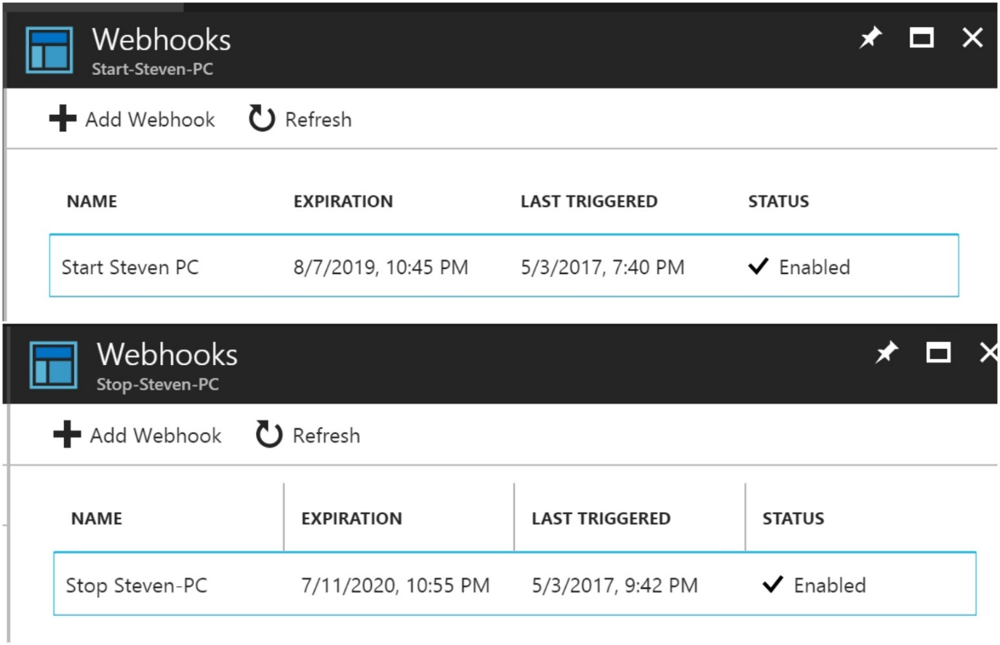 Webhooks
Start-Steven-PC
Add Webhook Refresh
NAME EXPIRATION LAST TRIGGERED STATUS
Start Steven PC 8/7/2019, 10:45 PM 5/3/2017, 7:40 PM Enabled
Webhooks
Stop-Steven-PC
Add Webhook Refresh
NAME EXPIRATION LAST TRIGGERED STATUS
Stop Steven-PC 7/11/2020, 10:55 PM 5/3/2017, 9:42 PM Enabled